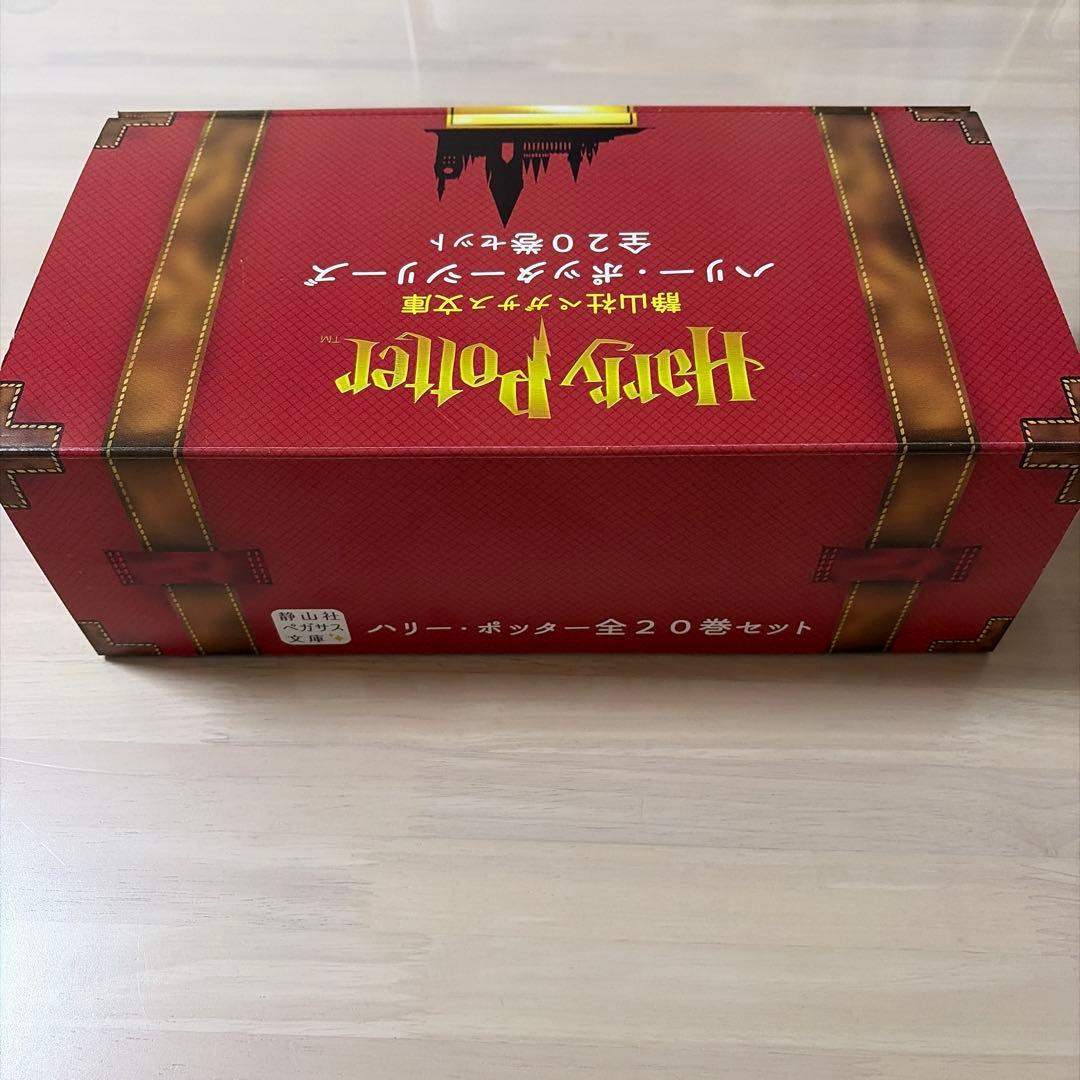 Harry Potter™
静山社ペガサス文庫
ハリー・ポッターシリーズ
全20巻セット
静山社
ペガサス
文庫
ハリー・ポッター全20巻セット